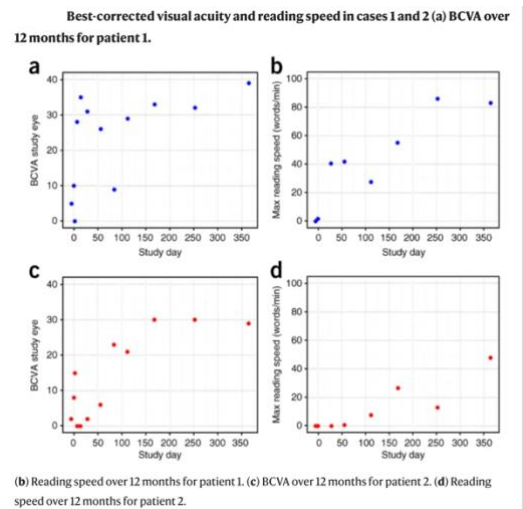 Best-corrected visual acuity and reading speed in cases 1 and 2 (a) BCVA over
12 months for patient 1.
a
b
40
30
20
10
0
BCVA study eye
0 50 100 150 200 250 300 350
Study day
100
80
60
40
20
0
Max reading speed (words/min)
0 50 100 150 200 250 300 350
Study day
c
d
40
30
20
10
0
BCVA study eye
0 50 100 150 200 250 300 350
Study day
100
80
60
40
20
0
Max reading speed (words/min)
0 50 100 150 200 250 300 350
Study day
(b) Reading speed over 12 months for patient 1. (c) BCVA over 12 months for patient 2. (d) Reading
speed over 12 months for patient 2.